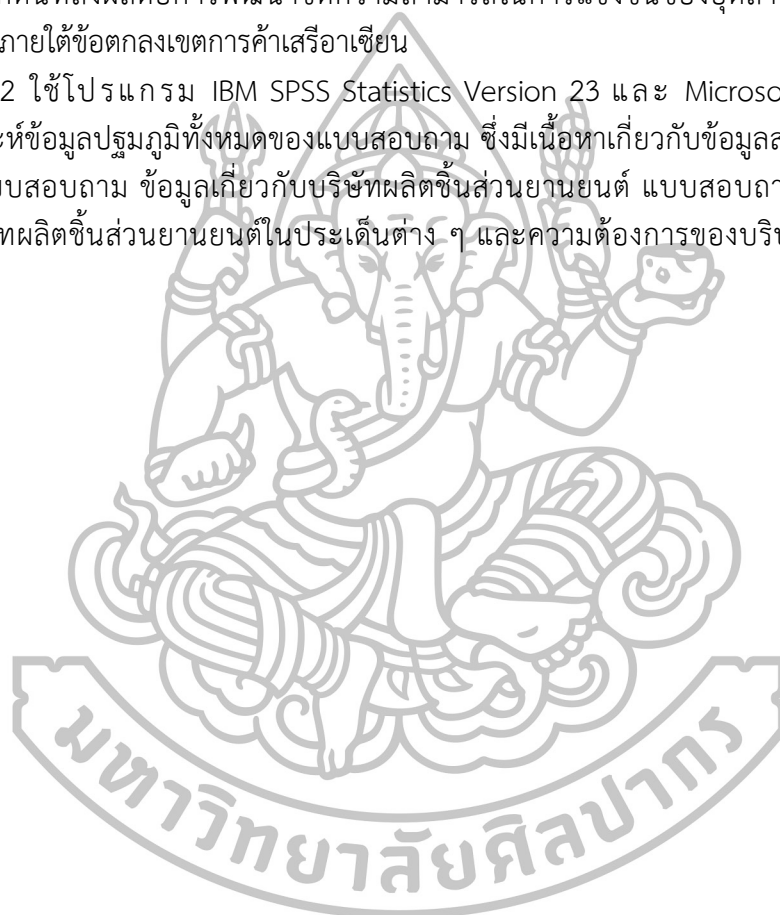 ภายใต้ข้อตกลงเขตการค้าเสรีอาเซียน
2 ใช้โปรแกรม IBM SPSS Statistics Version 23 และ Microso
ะห์ข้อมูลปฐมภูมิทั้งหมดของแบบสอบถาม ซึ่งมีเนื้อหาเกี่ยวกับข้อมูลส
บบสอบถาม ข้อมูลเกี่ยวกับบริษัทผลิตชิ้นส่วนยานยนต์ แบบสอบถา
ทผลิตชิ้นส่วนยานยนต์ในประเด็นต่าง ๆ และความต้องการของบริษ
มหาวิทยาลัยศิลปากร